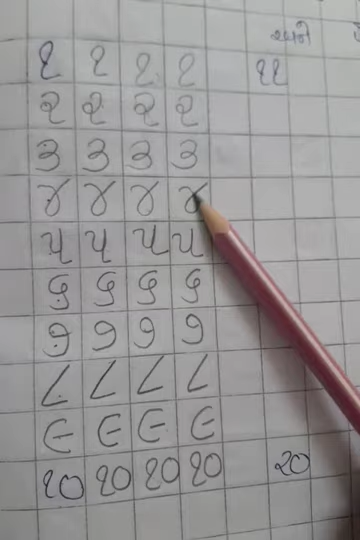 ૧ ૧ ૧ ૧ ૧૧
૨ ૨ ૨ ૨
૩ ૩ ૩ ૩
૪ ૪ ૪ ૪
૫ ૫ ૫ ૫
૬ ૬ ૬ ૬
૭ ૭ ૭ ૭
૮ ૮ ૮ ૮
૯ ૯ ૯ ૯
૧૦ ૧૦ ૧૦ ૧૦ ૧૦